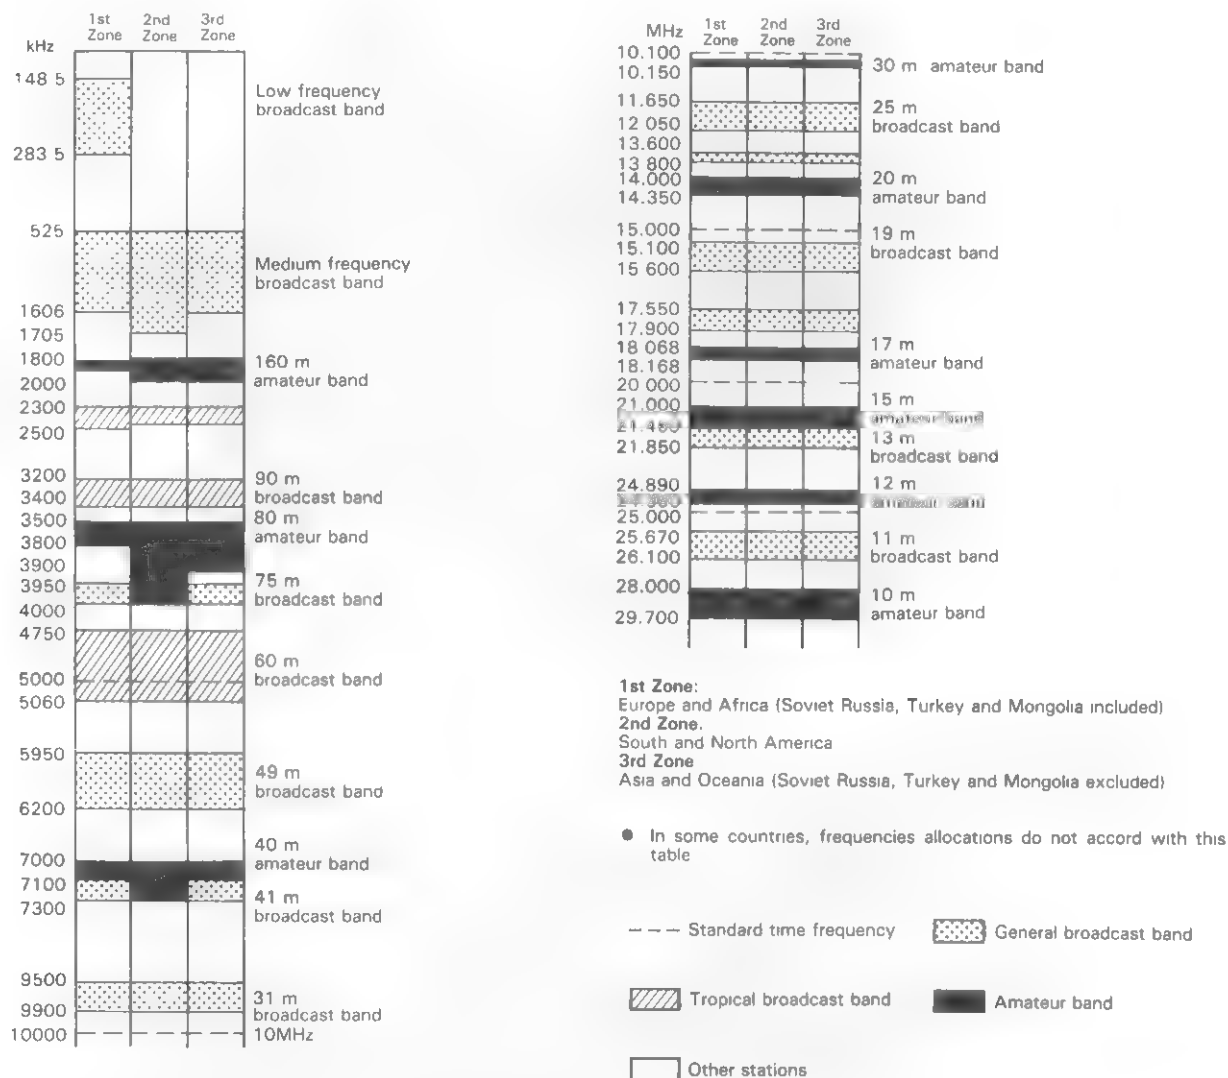 1st Zone 2nd Zone 3rd Zone
kHz
148 5
Low frequency
broadcast band
283 5
525
Medium frequency
broadcast band
1606
1705
1800
160 m
amateur band
2000
2300
2500
3200
90 m
broadcast band
3400
3500
80 m
amateur band
3800
3900
3950
75 m
broadcast band
4000
4750
60 m
broadcast band
5000
5060
5950
49 m
broadcast band
6200
40 m
7000
amateur band
7100
41 m
7300
broadcast band
9500
31 m
9900
broadcast band
10000
10MHz
MHz
1st Zone 2nd Zone 3rd Zone
10.100
30 m amateur band
10.150
11.650
25 m
broadcast band
12 050
13.600
13 800
14.000
20 m
14.350
amateur band
15.000
19 m
15.100
broadcast band
15 600
17.550
17.900
18 068
17 m
18.168
amateur band
20 000
21.000
15 m
amateur band
13 m
21.850
broadcast band
24.890
12 m
amateur band
25.000
25.670
11 m
26.100
broadcast band
28.000
10 m
29.700
amateur band
1st Zone:
Europe and Africa (Soviet Russia, Turkey and Mongolia included)
2nd Zone.
South and North America
3rd Zone
Asia and Oceania (Soviet Russia, Turkey and Mongolia excluded)
● In some countries, frequencies allocations do not accord with this
table
Standard time frequency
General broadcast band
Tropical broadcast band
Amateur band
Other stations